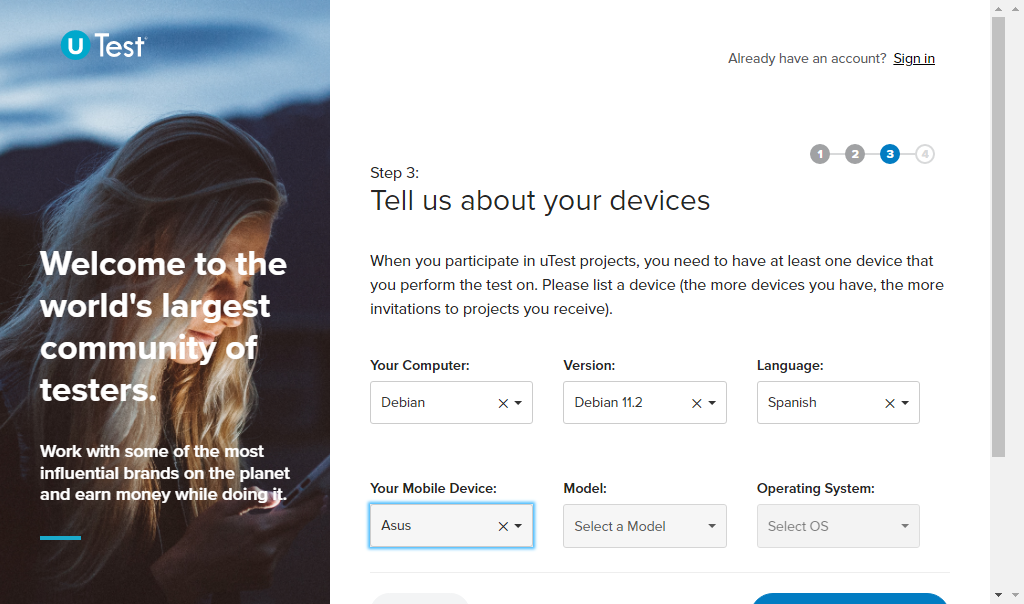 U Test
Already have an account? Sign in
1 2 3 4
Step 3:
Tell us about your devices
Welcome to the
world's largest
community of
testers.
Work with some of the most
influential brands on the planet
and earn money while doing it.
When you participate in uTest projects, you need to have at least one device that
you perform the test on. Please list a device (the more devices you have, the more
invitations to projects you receive).
Your Computer: Version: Language:
Debian Debian 11.2 Spanish
Your Mobile Device: Model: Operating System:
Asus Select a Model Select OS